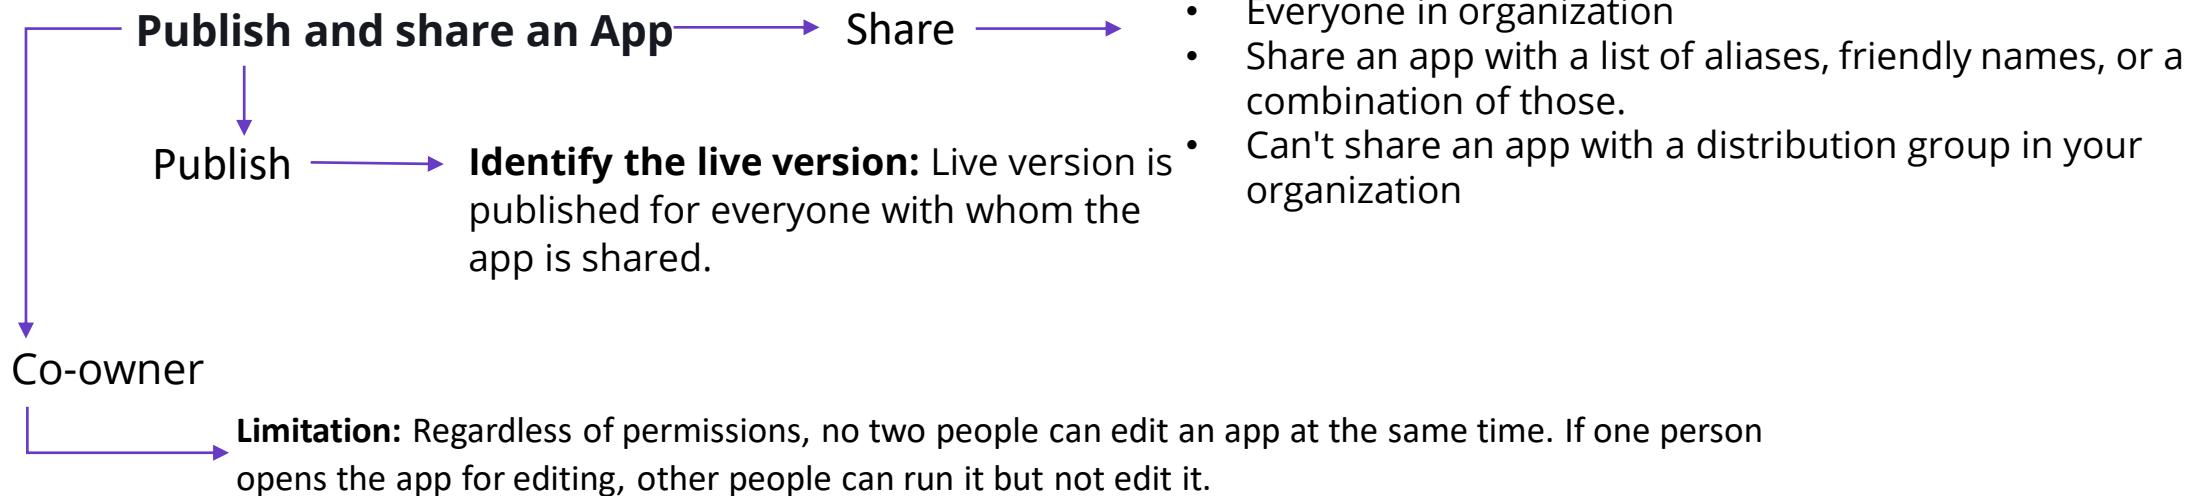 Publish and share an App
Share
• Everyone in organization
• Share an app with a list of aliases, friendly names, or a
combination of those.
• Can't share an app with a distribution group in your
organization
Publish
Identify the live version: Live version is
published for everyone with whom the
app is shared.
Co-owner
Limitation: Regardless of permissions, no two people can edit an app at the same time. If one person
opens the app for editing, other people can run it but not edit it.